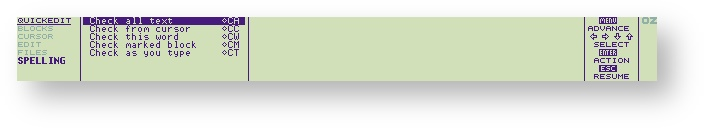 QUICKEDIT
BLOCKS
CURSOR
EDIT
FILES
SPELLING
Check all text ◇CA
Check from cursor ◇CC
Check this word ◇CW
Check marked block ◇CM
Check as you type ◇CT
MENU
ADVANCE
⇦ ⇨ ⇩ ⇧
SELECT
ENTER
ACTION
ESC
RESUME
OZ